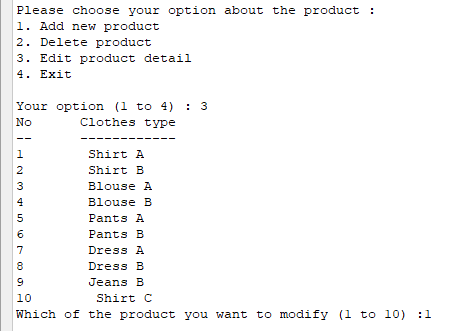 Please choose your option about the product :
1. Add new product
2. Delete product
3. Edit product detail
4. Exit
Your option (1 to 4) : 3
No      Clothes type
--      ------------
1        Shirt A
2        Shirt B
3        Blouse A
4        Blouse B
5        Pants A
6        Pants B
7        Dress A
8        Dress B
9        Jeans B
10        Shirt C
Which of the product you want to modify (1 to 10) :1